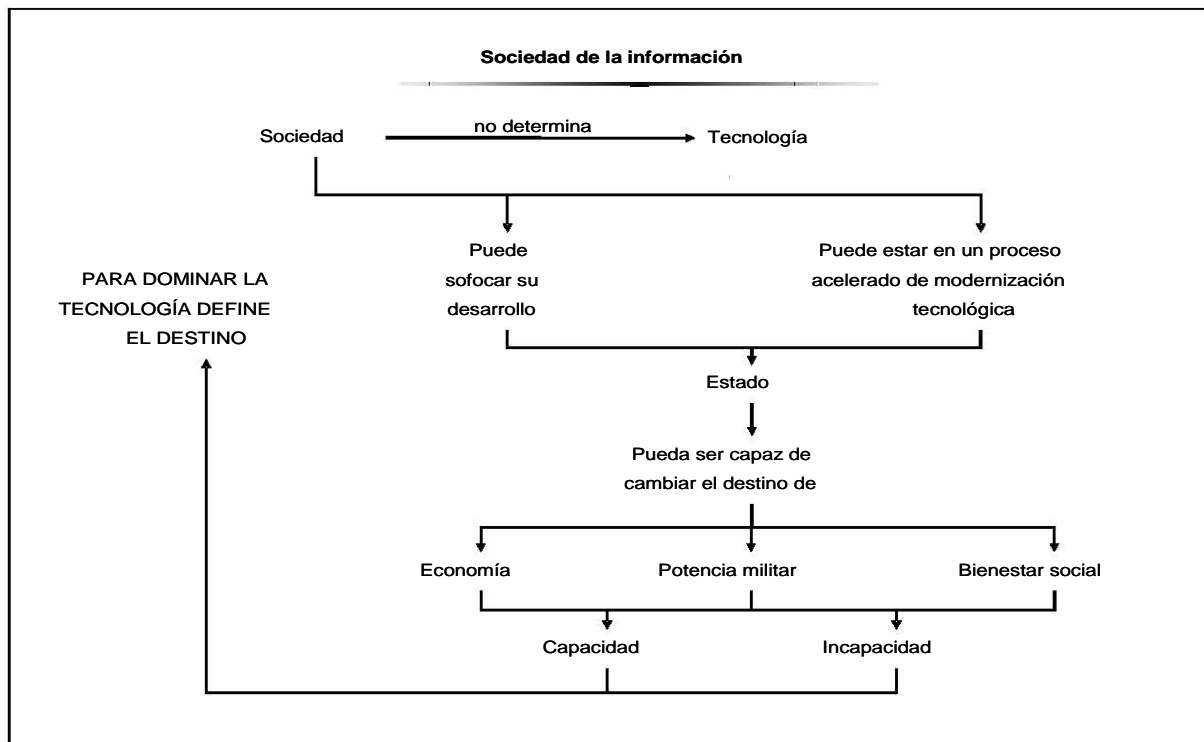 Sociedad de la información
no determina
Sociedad
Tecnología
Puede
sofocar su
desarrollo
Puede estar en un proceso
acelerado de modernización
tecnológica
PARA DOMINAR LA
TECNOLOGÍA DEFINE
EL DESTINO
Estado
Pueda ser capaz de
cambiar el destino de
Economía
Potencia militar
Bienestar social
Capacidad
Incapacidad